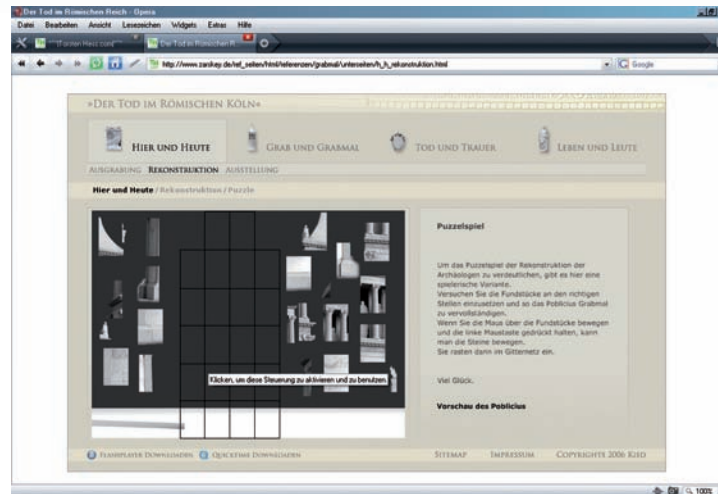 Der Tod im Römischen Reich - Opera
Datei Bearbeiten Ansicht Lesezeichen Widgets Extras Hilfe
Der Tod im Römischen R...
http://www.zarskey.de/ref_seiten/html/referenzen/grabmal/unterseiten/h_h_rekonstruktion.html
Google
»Der Tod im Römischen Köln«
Hier und Heute
Grab und Grabmal
Tod und Trauer
Leben und Leute
Ausgrabung Rekonstruktion Ausstellung
Hier und Heute / Rekonstruktion / Puzzle
Puzzelspiel
Um das Puzzelspiel der Rekonstruktion der
Archäologen zu verdeutlichen, gibt es hier eine
spielerische Variante.
Versuchen Sie die Fundstücke an den richtigen
Stellen einzusetzen und so das Poblicius Grabmal
zu vervollständigen.
Wenn Sie die Maus über die Fundstücke bewegen
und die linke Maustaste gedrückt halten, kann
man die Steine bewegen.
Sie rasten dann im Gitternetz ein.
Klicken, um diese Steuerung zu aktivieren und zu benutzen.
Viel Glück.
Vorschau des Poblicius
Flashplayer Downloaden
Quicktime Downloaden
Sitemap
Impressum
Copyrights 2006 Kisd
100%